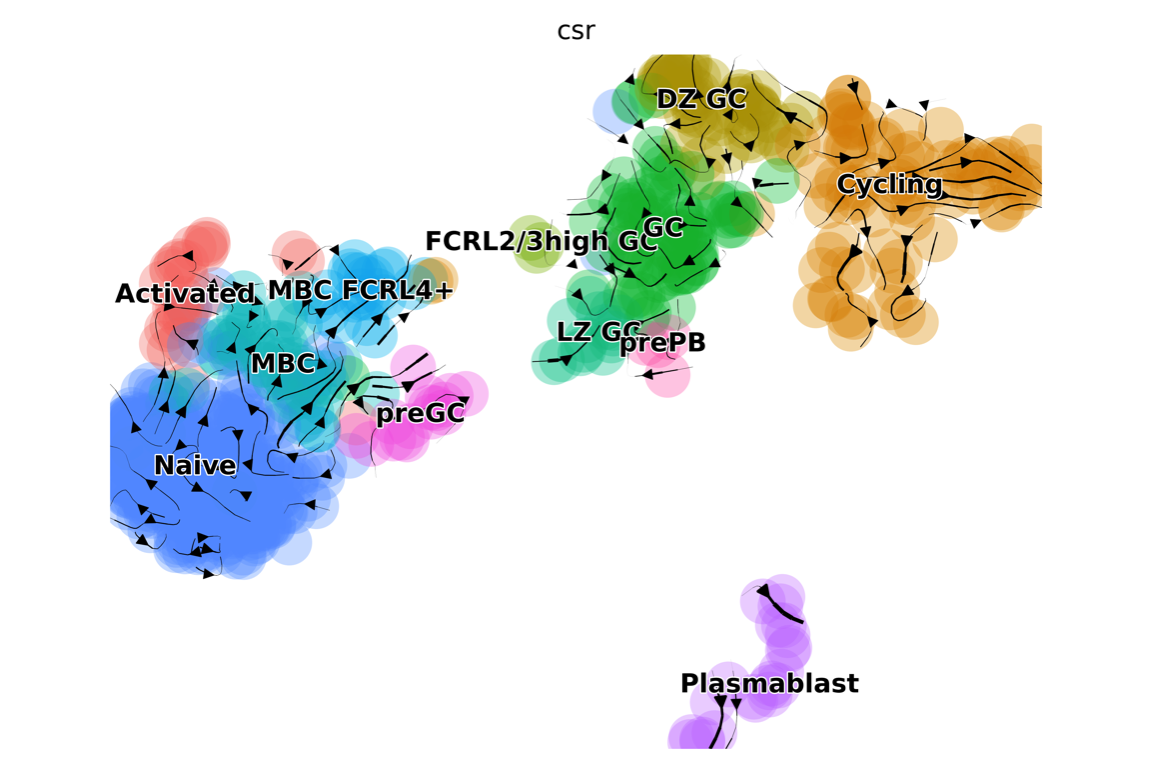 csr
DZ GC
Cycling
GC
FCRL2/3high GC
Activated
MBC FCRL4+
LZ GC
prePB
MBC
preGC
Naive
Plasmablast